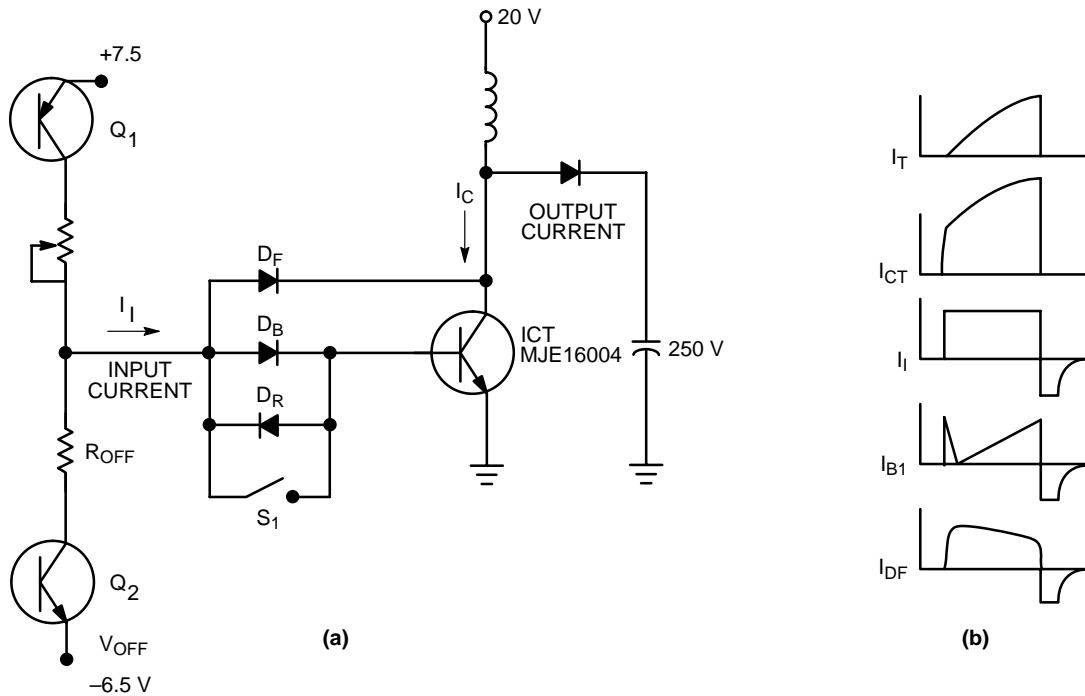 20 V
+7.5
Q1
IC
OUTPUT
CURRENT
DF
II
DB
INPUT
CURRENT
DR
ICT
MJE16004
250 V
ROFF
S1
Q2
VOFF
–6.5 V
(a)
IT
ICT
II
IB1
IDF
(b)